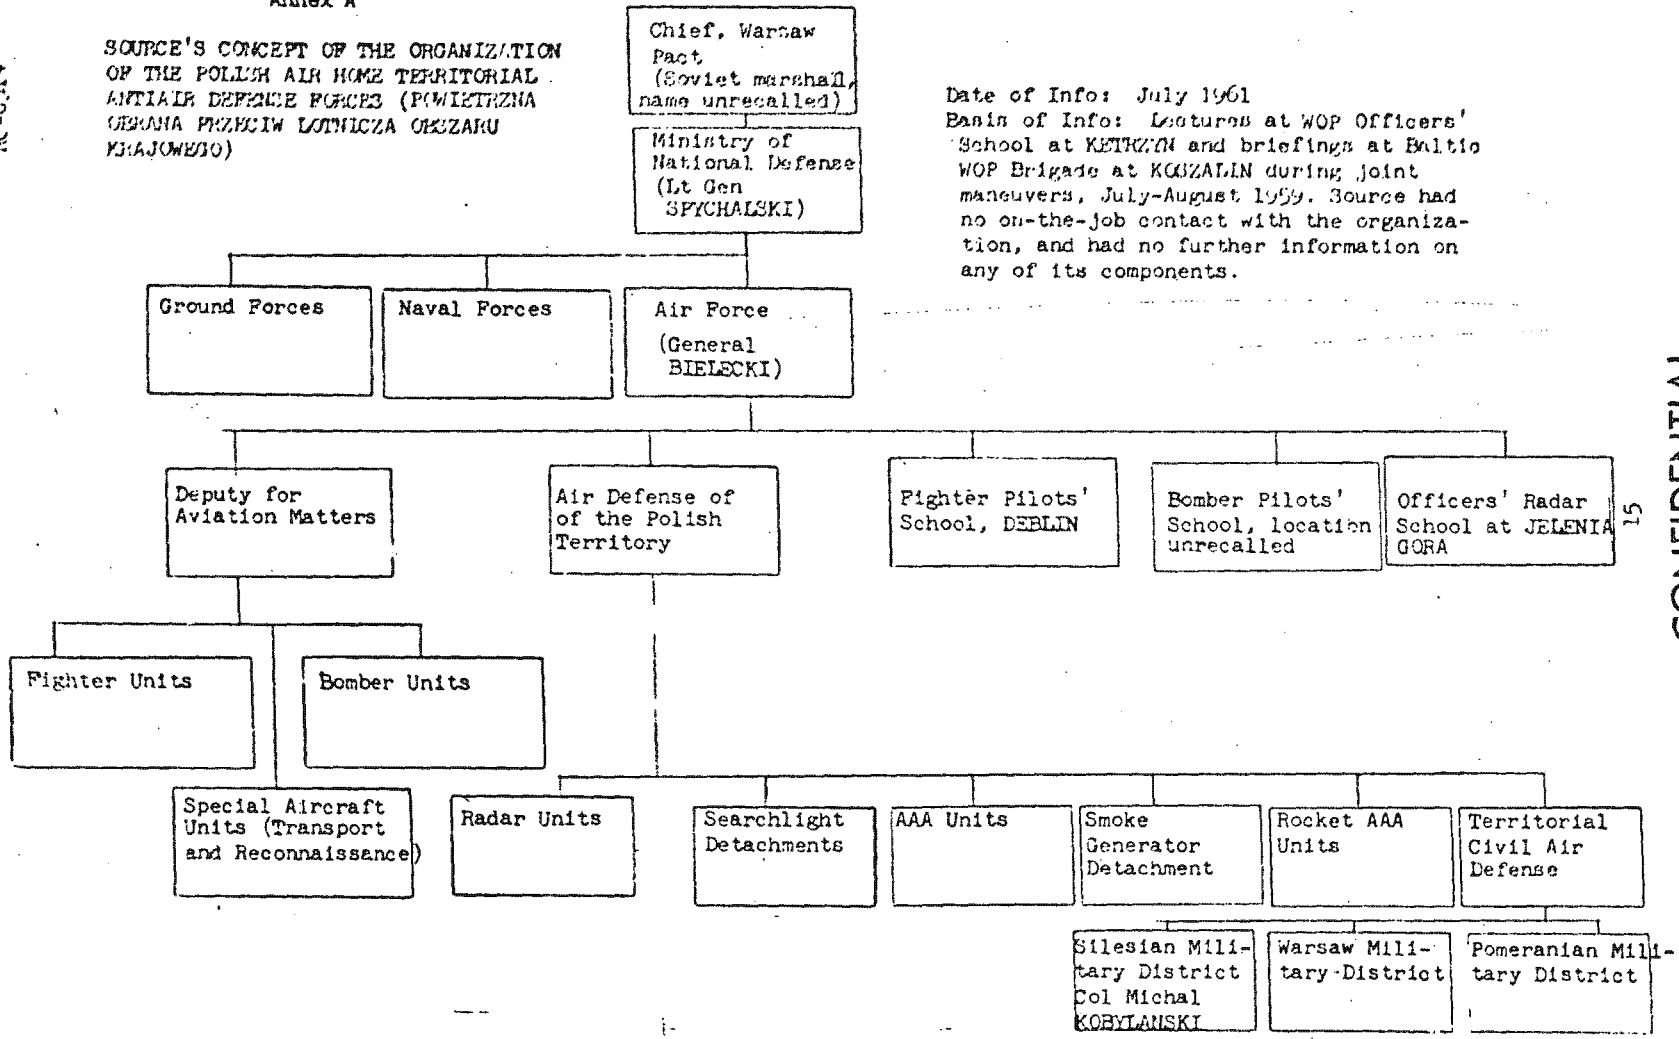 Annex A
SOURCE'S CONCEPT OF THE ORGANIZATION
OF THE POLISH AIR HOME TERRITORIAL
ANTIAIR DEFENCE FORCES (POWIETRZNA
OBRANA PRZECIW LOTNICZA OBSZARU
KRAJOWEGO)
Chief, Warsaw
Pact
(Soviet marshall,
name unrecalled)
Date of Info: July 1961
Basis of Info: Lectures at WOP Officers'
School at KETRZYN and briefings at Baltic
WOP Brigade at KOSZALIN during joint
maneuvers, July-August 1959. Source had
no on-the-job contact with the organiza-
tion, and had no further information on
any of its components.
Ministry of
National Defense
(Lt Gen
SPYCHALSKI)
Ground Forces
Naval Forces
Air Force
(General
BIELECKI)
Deputy for
Aviation Matters
Air Defense of
of the Polish
Territory
Fighter Pilots'
School, DEBLIN
Bomber Pilots'
School, location
unrecalled
Officers' Radar
School at JELENIA
GORA
15
CONFIDENTIAL
Fighter Units
Bomber Units
Special Aircraft
Units (Transport
and Reconnaissance)
Radar Units
Searchlight
Detachments
AAA Units
Smoke
Generator
Detachment
Rocket AAA
Units
Territorial
Civil Air
Defense
Silesian Mili-
tary District
Col Michal
KOBYLANSKI
Warsaw Mili-
tary District
Pomeranian Mili-
tary District